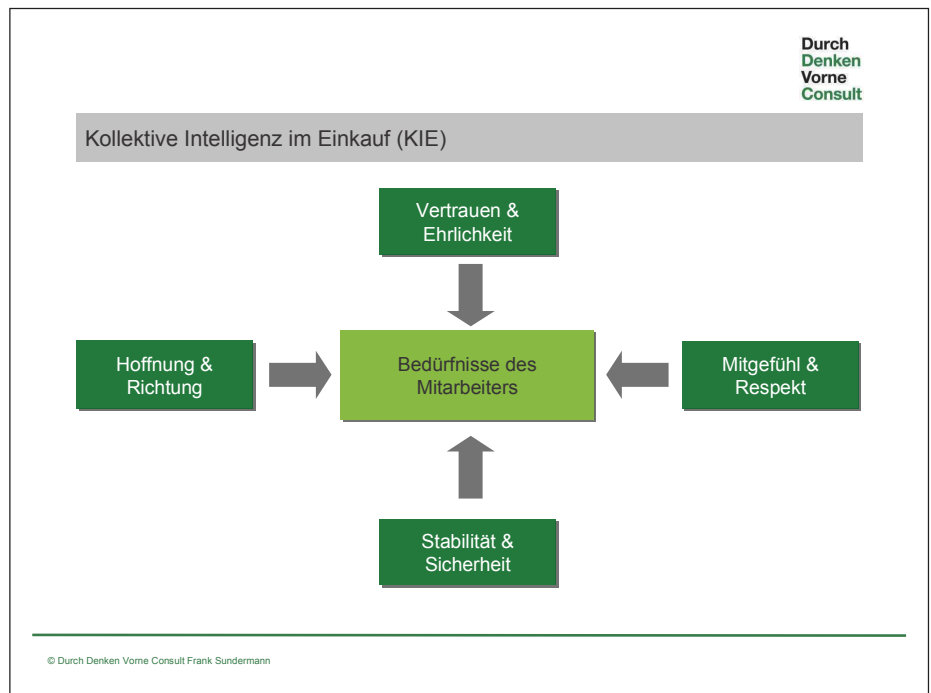 Durch
Denken
Vorne
Consult
Kollektive Intelligenz im Einkauf (KIE)
Vertrauen &
Ehrlichkeit
Hoffnung &
Richtung
Bedürfnisse des
Mitarbeiters
Mitgefühl &
Respekt
Stabilität &
Sicherheit
© Durch Denken Vorne Consult Frank Sundermann